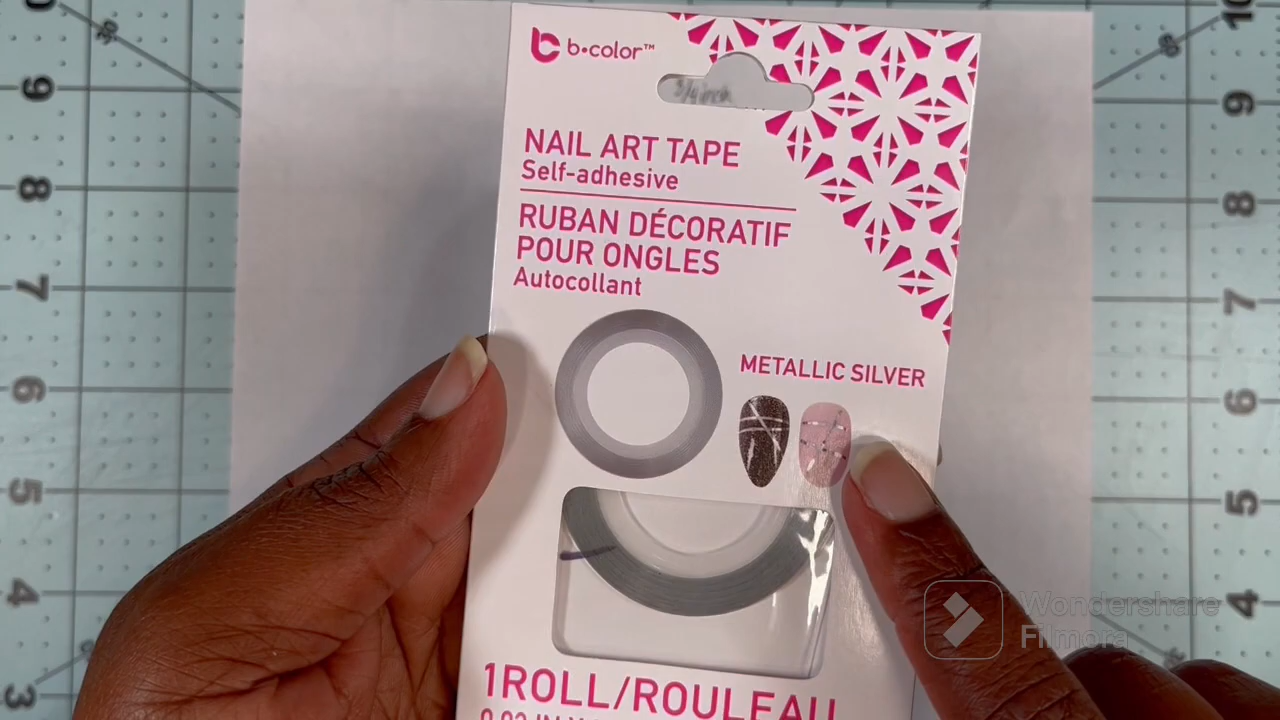 b•color™
NAIL ART TAPE
Self-adhesive
RUBAN DÉCORATIF
POUR ONGLES
Autocollant
METALLIC SILVER
1ROLL/ROULEAU
Wondershare
Filmora
10
9
8
7
6
5
4
3
10
9
8
7
6
5
4